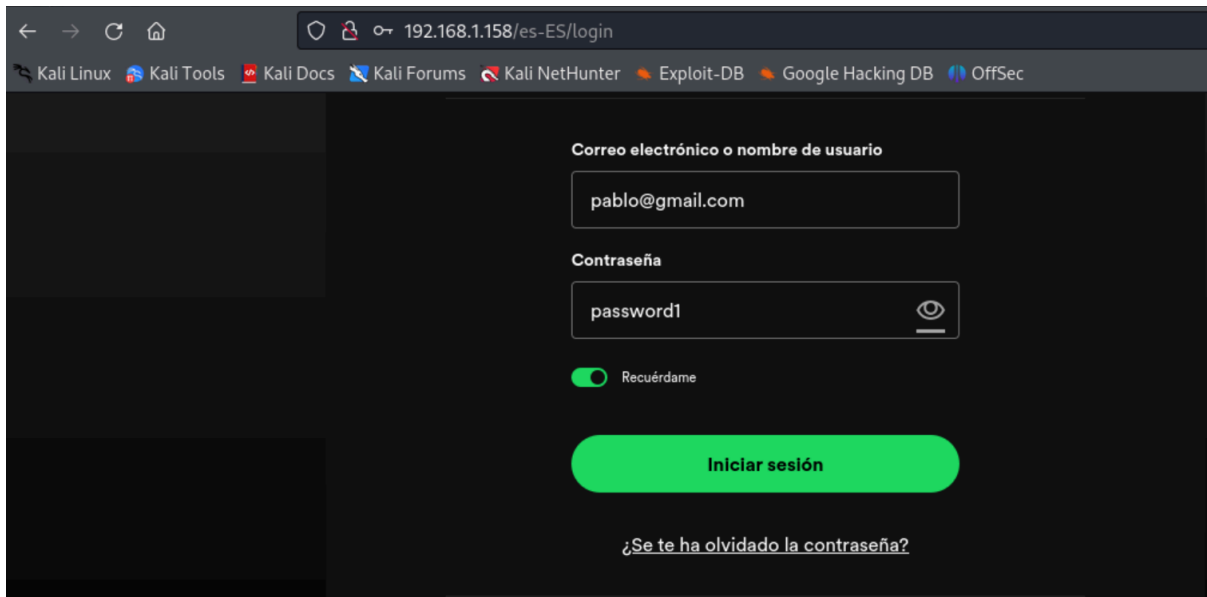 192.168.1.158/es-ES/login
Kali Linux Kali Tools Kali Docs Kali Forums Kali NetHunter Exploit-DB Google Hacking DB OffSec
Correo electrónico o nombre de usuario
pablo@gmail.com
Contraseña
password1
Recuérdame
Iniciar sesión
¿Se te ha olvidado la contraseña?